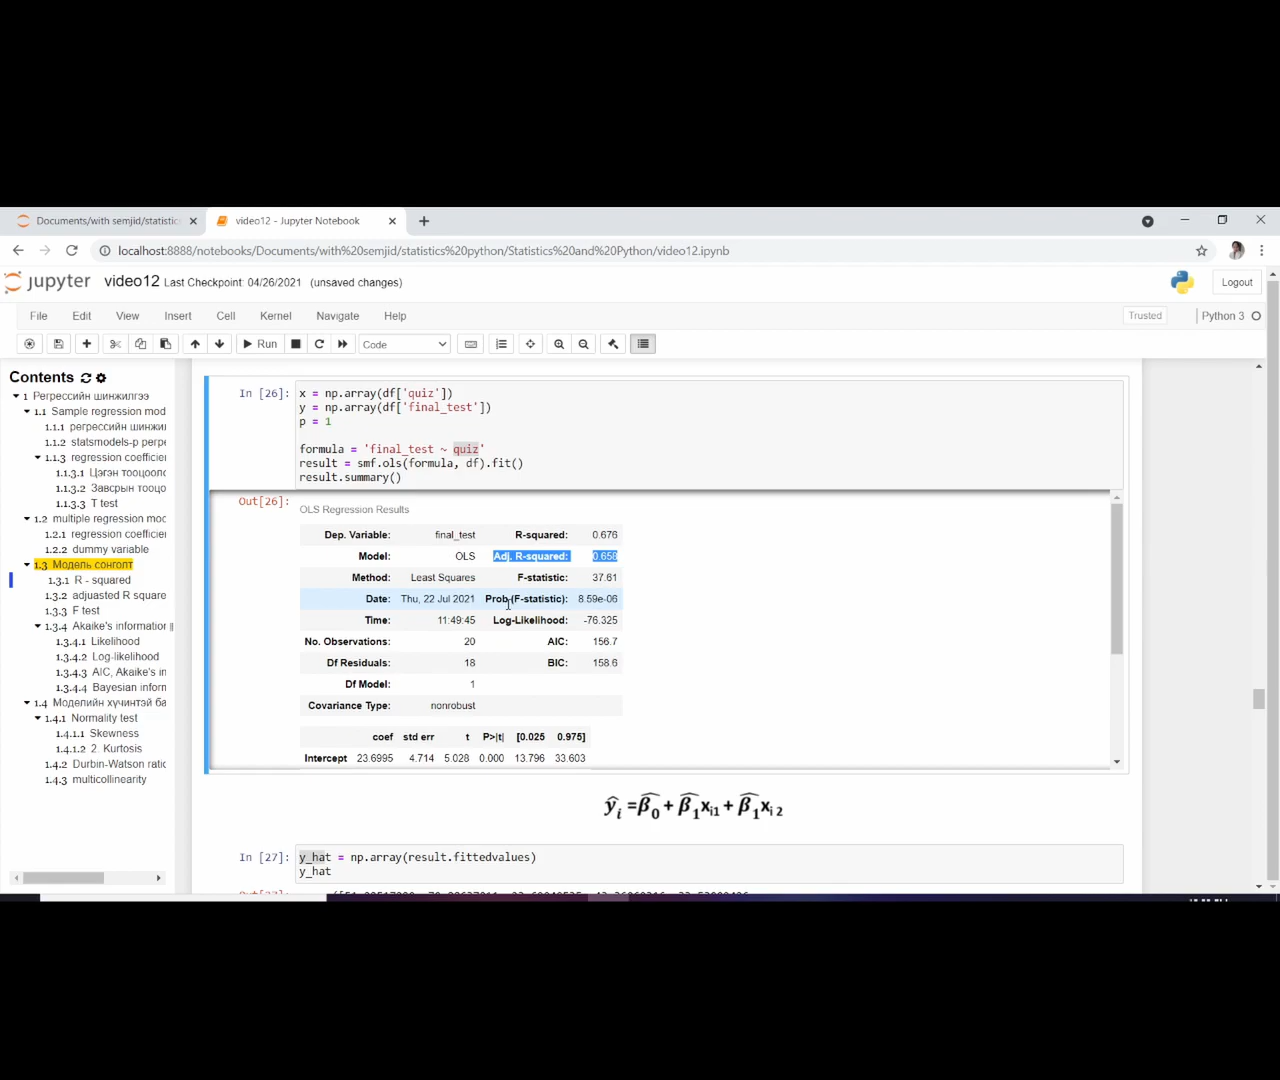 Documents/with semjid/statistic
video12 - Jupyter Notebook
localhost:8888/notebooks/Documents/with%20semjid/statistics%20python/Statistics%20and%20Python/video12.ipynb
jupyter video12 Last Checkpoint: 04/26/2021 (unsaved changes)
Logout
File Edit View Insert Cell Kernel Navigate Help
Trusted Python 3
Run Code
Contents
1 Регрессийн шинжилгээ
1.1 Sample regression mod
1.1.1 регрессийн шинжи
1.1.2 statsmodels-р регре
1.1.3 regression coefficie
1.1.3.1 Цэгэн тооцоол
1.1.3.2 Завсрын тооцо
1.1.3.3 T test
1.2 multiple regression moc
1.2.1 regression coefficie
1.2.2 dummy variable
1.3 Модель сонголт
1.3.1 R - squared
1.3.2 adjuasted R square
1.3.3 F test
1.3.4 Akaike's information
1.3.4.1 Likelihood
1.3.4.2 Log-likelihood
1.3.4.3 AIC, Akaike's in
1.3.4.4 Bayesian inforn
1.4 Моделийн хүчинтэй ба
1.4.1 Normality test
1.4.1.1 Skewness
1.4.1.2 2. Kurtosis
1.4.2 Durbin-Watson ratio
1.4.3 multicollinearity
In [26]:
x = np.array(df['quiz'])
y = np.array(df['final_test'])
p = 1
formula = 'final_test ~ quiz'
result = smf.ols(formula, df).fit()
result.summary()
Out[26]:
OLS Regression Results
Dep. Variable: final_test R-squared: 0.676
Model: OLS Adj. R-squared: 0.658
Method: Least Squares F-statistic: 37.61
Date: Thu, 22 Jul 2021 Prob (F-statistic): 8.59e-06
Time: 11:49:45 Log-Likelihood: -76.325
No. Observations: 20 AIC: 156.7
Df Residuals: 18 BIC: 158.6
Df Model: 1
Covariance Type: nonrobust
coef std err t P>|t| [0.025 0.975]
Intercept 23.6995 4.714 5.028 0.000 13.796 33.603
ŷᵢ =β̂₀ + β̂₁xᵢ₁ + β̂₁xᵢ ₂
In [27]:
y_hat = np.array(result.fittedvalues)
y_hat